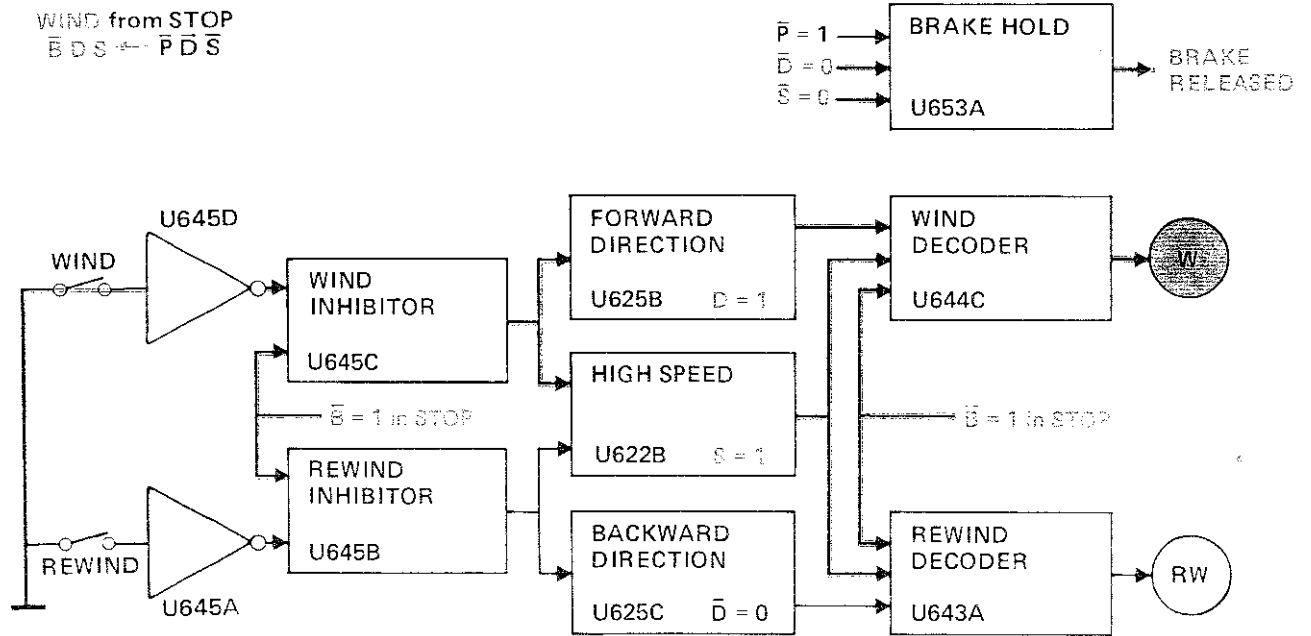 WIND from STOP
B̄ D S ← P̄ D̄ S̄
P̄ = 1
D̄ = 0
S̄ = 0
BRAKE HOLD
U653A
BRAKE
RELEASED
U645D
WIND
WIND
INHIBITOR
U645C
FORWARD
DIRECTION
U625B D = 1
WIND
DECODER
U644C
W
HIGH SPEED
U622B S = 1
B̄ = 1 in STOP
B̄ = 1 in STOP
REWIND
INHIBITOR
U645B
REWIND
U645A
BACKWARD
DIRECTION
U625C D̄ = 0
REWIND
DECODER
U643A
RW